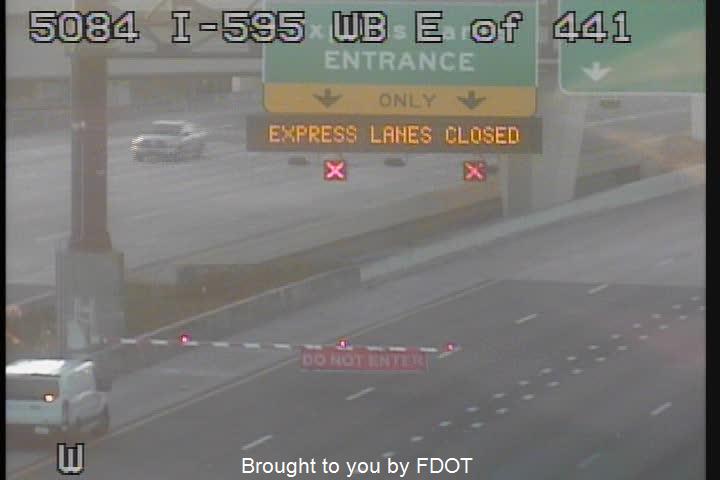 5084 I-595 WB E of 441
ENTRANCE
ONLY
EXPRESS LANES CLOSED
DO NOT ENTER
W
Brought to you by FDOT